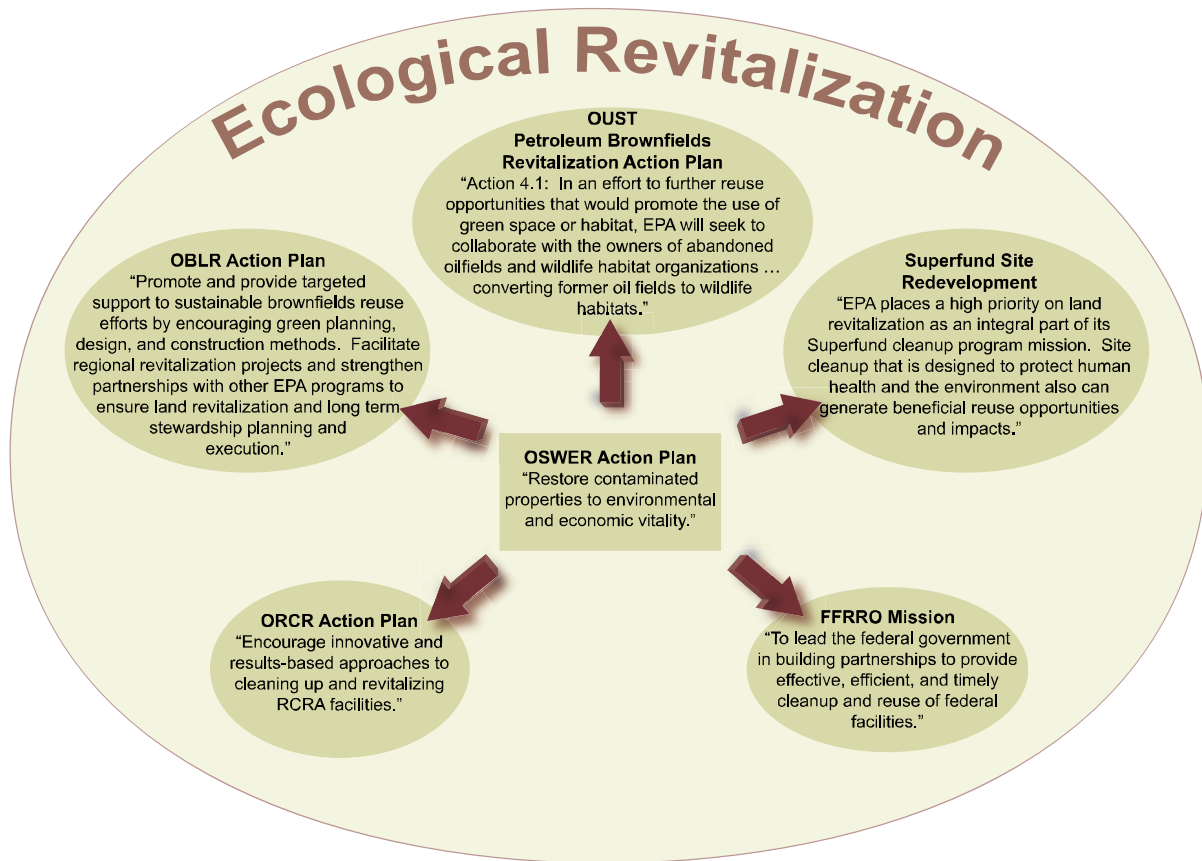 Ecological Revitalization
OUST
Petroleum Brownfields
Revitalization Action Plan
“Action 4.1:  In an effort to further reuse
opportunities that would promote the use of
green space or habitat, EPA will seek to
collaborate with the owners of abandoned
oilfields and wildlife habitat organizations …
converting former oil fields to wildlife
habitats.”
OBLR Action Plan
“Promote and provide targeted
support to sustainable brownfields reuse
efforts by encouraging green planning,
design, and construction methods.  Facilitate
regional revitalization projects and strengthen
partnerships with other EPA programs to
ensure land revitalization and long term
stewardship planning and
execution.”
Superfund Site
Redevelopment
“EPA places a high priority on land
revitalization as an integral part of its
Superfund cleanup program mission.  Site
cleanup that is designed to protect human
health and the environment also can
generate beneficial reuse opportunities
and impacts.”
OSWER Action Plan
“Restore contaminated
properties to environmental
and economic vitality.”
ORCR Action Plan
“Encourage innovative and
results-based approaches to
cleaning up and revitalizing
RCRA facilities.”
FFRRO Mission
“To lead the federal government
in building partnerships to provide
effective, efficient, and timely
cleanup and reuse of federal
facilities.”